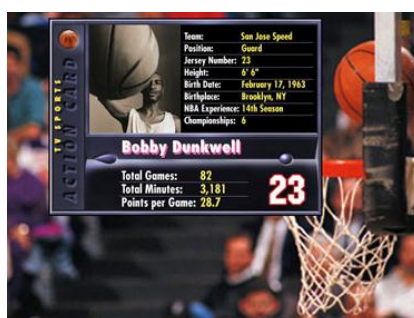 TV SPORTS
ACTION CARD
Team: San Jose Speed
Position: Guard
Jersey Number: 23
Height: 6' 6"
Birth Date: February 17, 1963
Birthplace: Brooklyn, NY
NBA Experience: 14th Season
Championships: 6
Bobby Dunkwell
Total Games: 82
Total Minutes: 3,181
Points per Game: 28.7
23